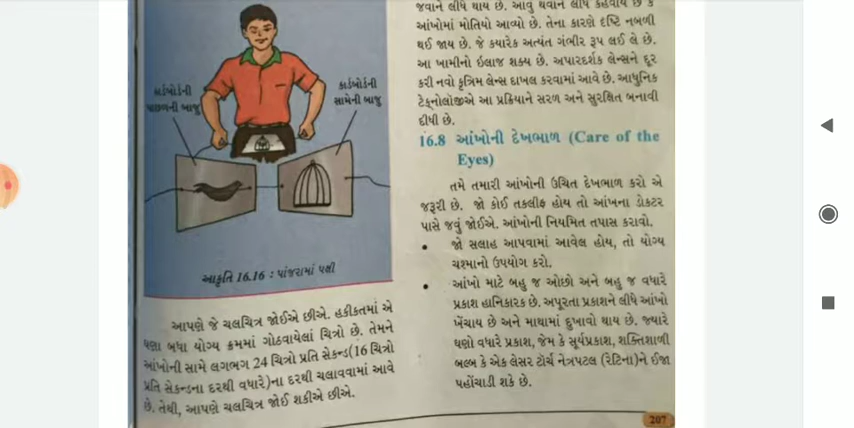 કાર્ડબોર્ડની
પાછળની બાજુ
કાર્ડબોર્ડની
સામેની બાજુ
આકૃતિ 16.16 : પાંજરામાં પક્ષી
આપણે જે ચલચિત્ર જોઈએ છીએ. હકીકતમાં એ
ઘણા બધા યોગ્ય ક્રમમાં ગોઠવાયેલાં ચિત્રો છે. તેમને
આંખોની સામે લગભગ 24 ચિત્રો પ્રતિ સેકન્ડ(16 ચિત્રો
પ્રતિ સેકન્ડના દરથી વધારે)ના દરથી ચલાવવામાં આવે
છે. તેથી, આપણે ચલચિત્ર જોઈ શકીએ છીએ.
જવાને લીધે થાય છે. આવું થવાને લીધે કહેવાય છે કે
આંખોમાં મોતિયો આવ્યો છે. તેના કારણે દૃષ્ટિ નબળી
થઈ જાય છે. જે ક્યારેક અત્યંત ગંભીર રૂપ લઈ લે છે.
આ ખામીનો ઇલાજ શક્ય છે. અપારદર્શક લેન્સને દૂર
કરી નવો કૃત્રિમ લેન્સ દાખલ કરવામાં આવે છે. આધુનિક
ટેક્નોલૉજીએ આ પ્રક્રિયાને સરળ અને સુરક્ષિત બનાવી
દીધી છે.
16.8 આંખોની દેખભાળ (Care of the
Eyes)
તમે તમારી આંખોની ઉચિત દેખભાળ કરો એ
જરૂરી છે. જો કોઈ તકલીફ હોય તો આંખના ડોકટર
પાસે જવું જોઈએ. આંખોની નિયમિત તપાસ કરાવો.
• જો સલાહ આપવામાં આવેલ હોય, તો યોગ્ય
ચશ્માનો ઉપયોગ કરો.
• આંખો માટે બહુ જ ઓછો અને બહુ જ વધારે
પ્રકાશ હાનિકારક છે. અપૂરતા પ્રકાશને લીધે આંખો
ખેંચાય છે અને માથામાં દુખાવો થાય છે. જ્યારે
ઘણો વધારે પ્રકાશ, જેમ કે સૂર્યપ્રકાશ, શક્તિશાળી
બલ્બ કે એક લેસર ટૉર્ચ નેત્રપટલ (રેટિના)ને ઈજા
પહોંચાડી શકે છે.
207